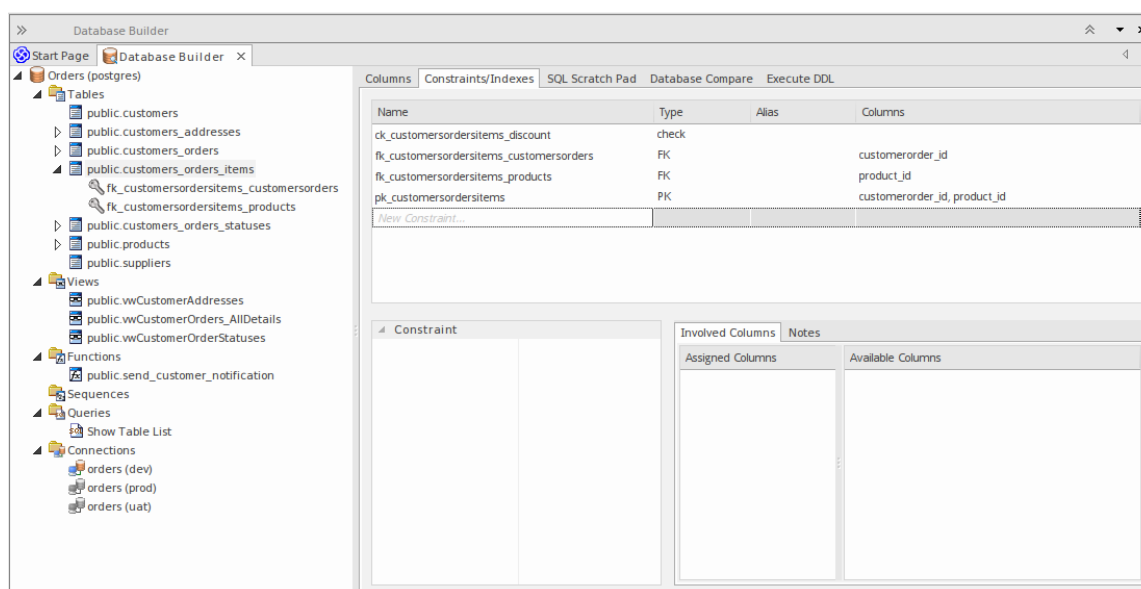 Database Builder
Start Page Database Builder
Orders (postgres)
Tables
public.customers
public.customers_addresses
public.customers_orders
public.customers_orders_items
fk_customersordersitems_customersorders
fk_customersordersitems_products
public.customers_orders_statuses
public.products
public.suppliers
Views
public.vwCustomerAddresses
public.vwCustomerOrders_AllDetails
public.vwCustomerOrderStatuses
Functions
public.send_customer_notification
Sequences
Queries
Show Table List
Connections
orders (dev)
orders (prod)
orders (uat)
Columns Constraints/Indexes SQL Scratch Pad Database Compare Execute DDL
Name Type Alias Columns
ck_customersordersitems_discount check
fk_customersordersitems_customersorders FK customerorder_id
fk_customersordersitems_products FK product_id
pk_customersordersitems PK customerorder_id, product_id
New Constraint...
Constraint
Involved Columns Notes
Assigned Columns Available Columns